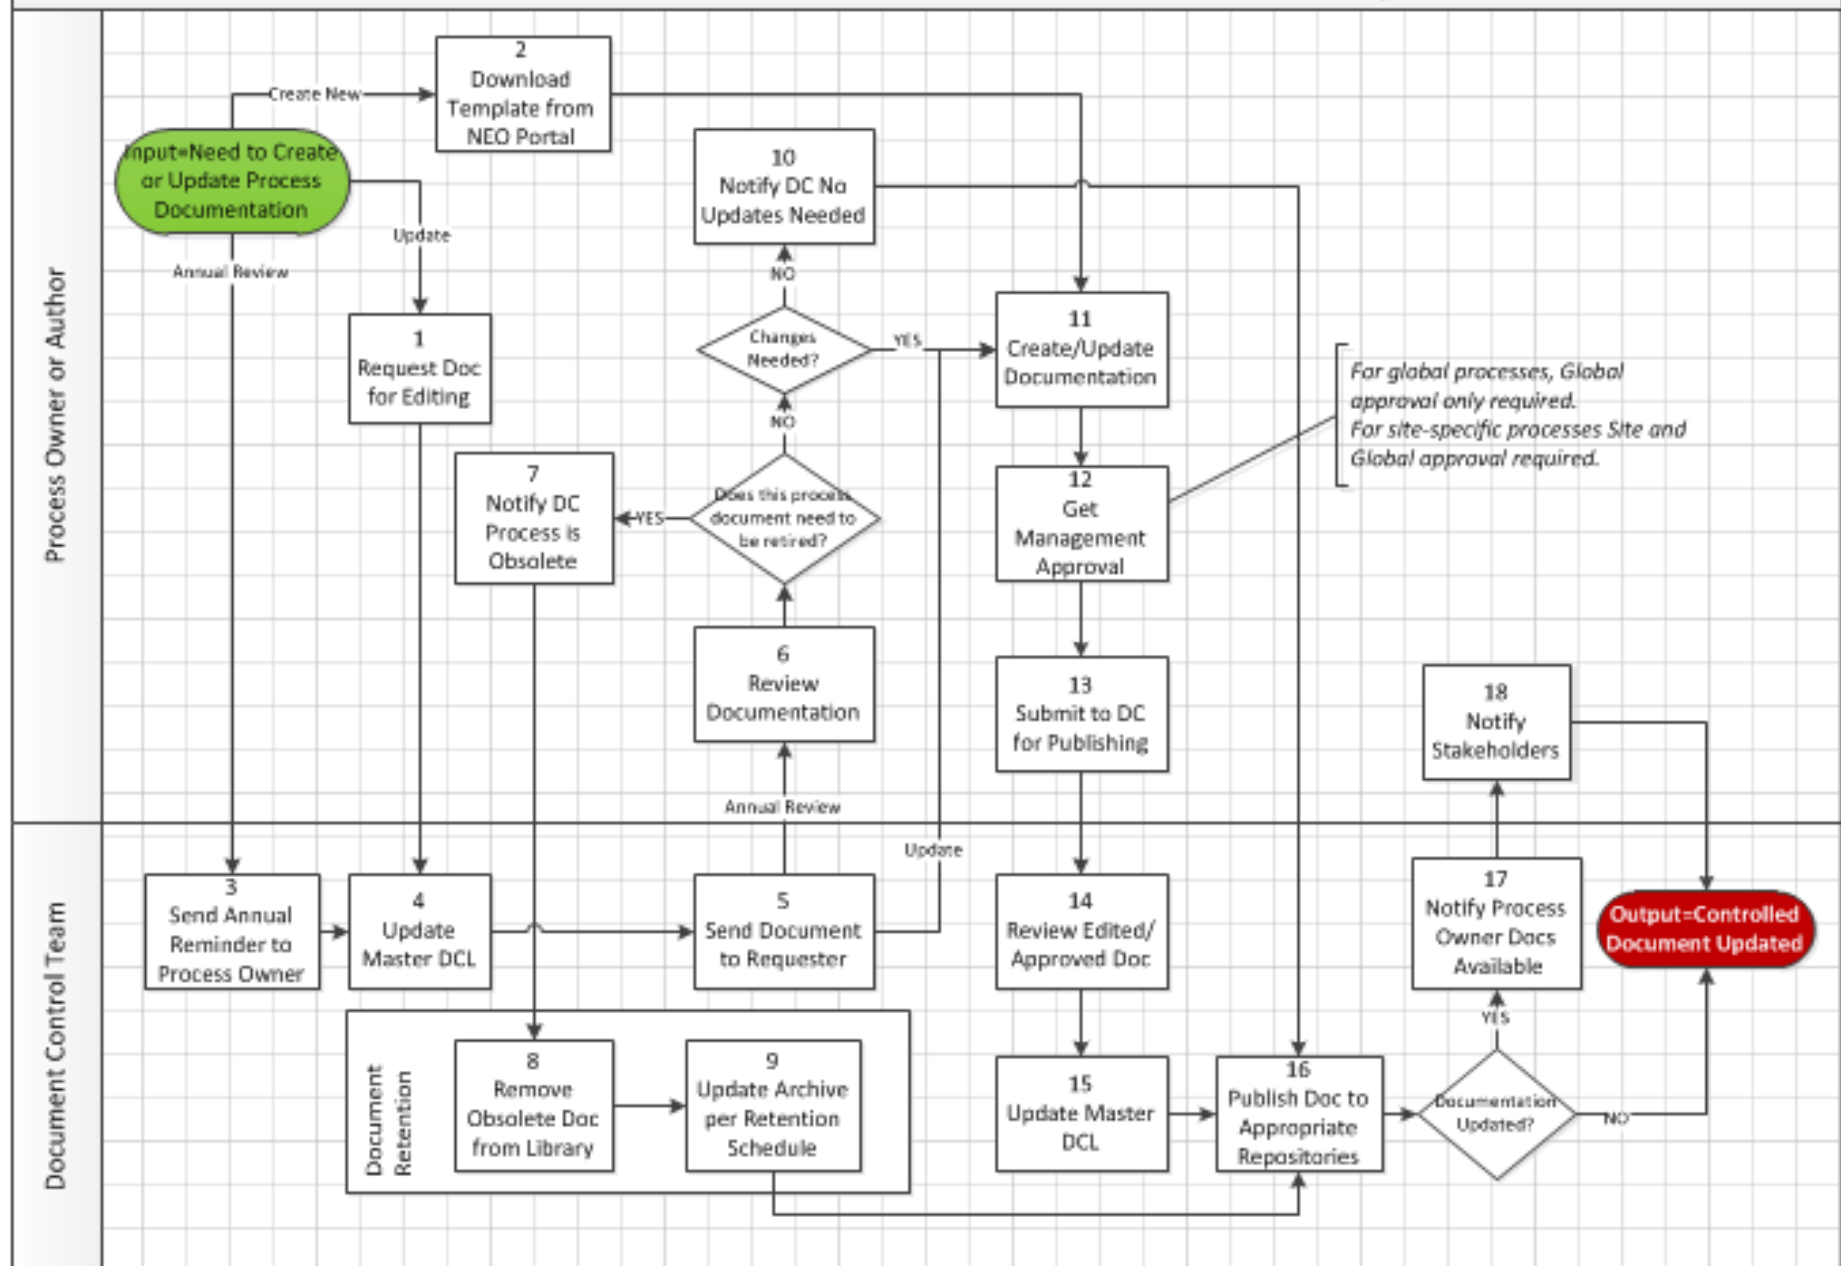 Process Owner or Author
2
Download
Template from
NEO Portal
Create New
Input=Need to Create
or Update Process
Documentation
Update
Annual Review
1
Request Doc
for Editing
10
Notify DC No
Updates Needed
NO
Changes
Needed?
YES
NO
Does this process
document need to
be retired?
YES
7
Notify DC
Process is
Obsolete
6
Review
Documentation
Annual Review
11
Create/Update
Documentation
12
Get
Management
Approval
For global processes, Global
approval only required.
For site-specific processes Site and
Global approval required.
13
Submit to DC
for Publishing
18
Notify
Stakeholders
Document Control Team
3
Send Annual
Reminder to
Process Owner
4
Update
Master DCL
5
Send Document
to Requester
Update
14
Review Edited/
Approved Doc
17
Notify Process
Owner Docs
Available
Output=Controlled
Document Updated
Document
Retention
8
Remove
Obsolete Doc
from Library
9
Update Archive
per Retention
Schedule
15
Update Master
DCL
16
Publish Doc to
Appropriate
Repositories
YES
Documentation
Updated?
NO